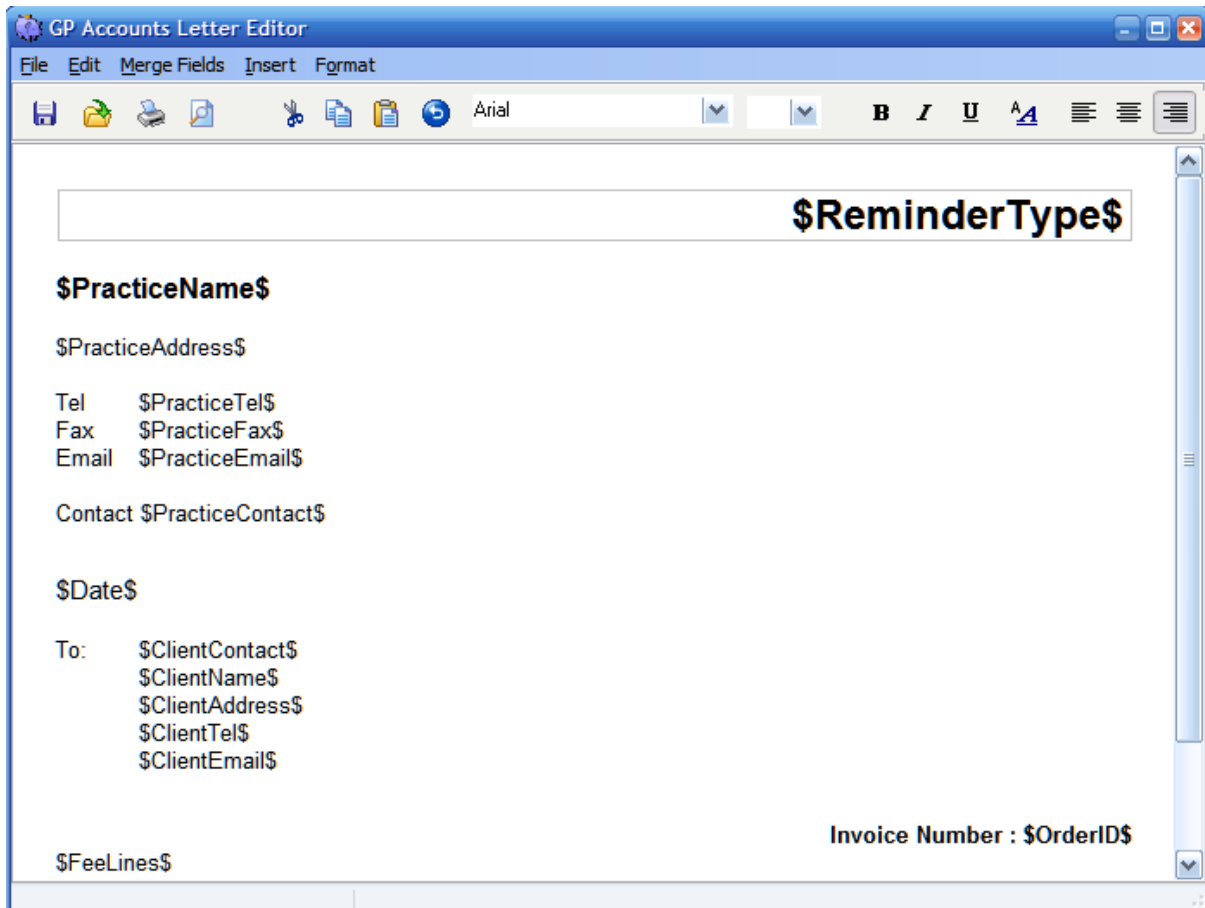 GP Accounts Letter Editor
File Edit Merge Fields Insert Format
Arial B I U A A
$ReminderType$
$PracticeName$
$PracticeAddress$
Tel $PracticeTel$
Fax $PracticeFax$
Email $PracticeEmail$
Contact $PracticeContact$
$Date$
To: $ClientContact$
$ClientName$
$ClientAddress$
$ClientTel$
$ClientEmail$
Invoice Number : $OrderID$
$FeeLines$